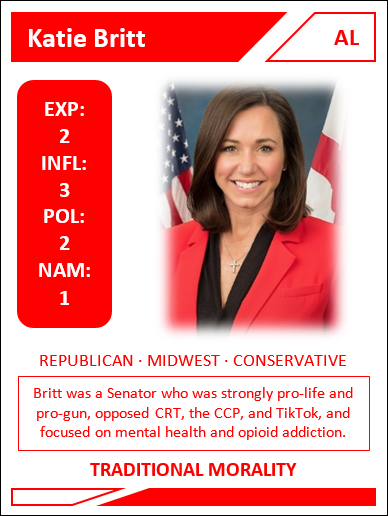 Katie Britt
AL
EXP:
2
INFL:
3
POL:
2
NAM:
1
REPUBLICAN · MIDWEST · CONSERVATIVE
Britt was a Senator who was strongly pro-life and
pro-gun, opposed CRT, the CCP, and TikTok, and
focused on mental health and opioid addiction.
TRADITIONAL MORALITY